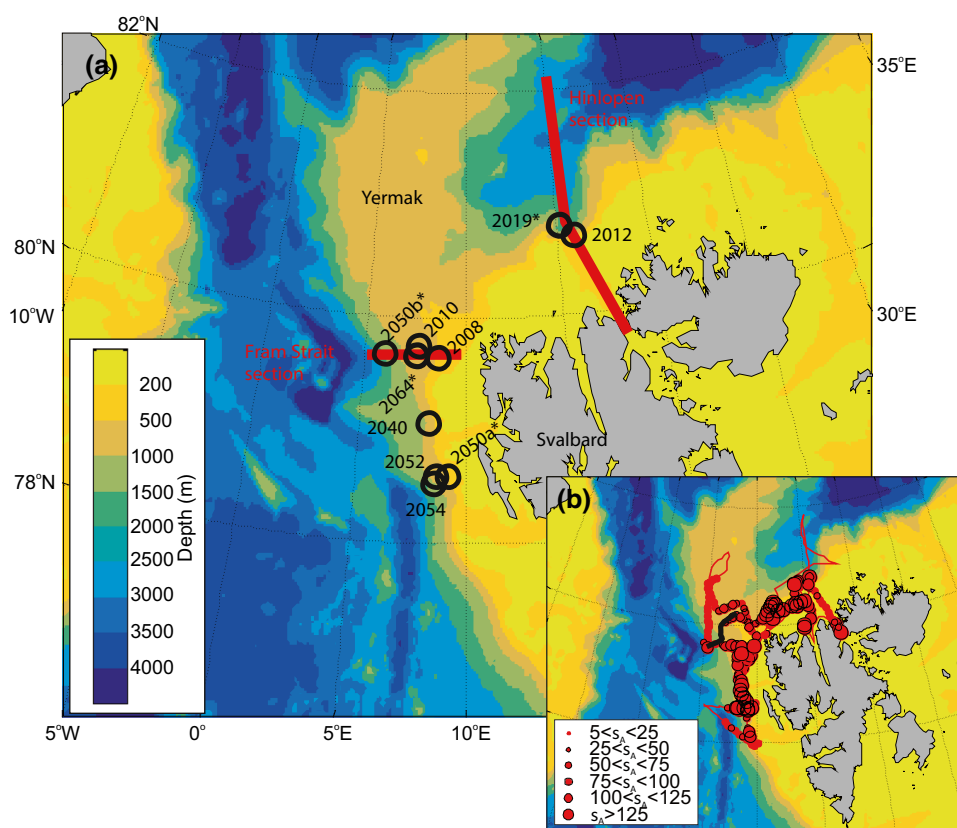 82°N
(a)
35°E
Hinlopen
section
Yermak
2019*
2012
80°N
10°W
30°E
2050b*
2010
2008
Fram Strait
section
2064*
2040
2050a*
2052
Svalbard
78°N
2054
Depth (m)
200
500
1000
1500
2000
2500
3000
3500
4000
5°W
0°
5°E
10°E
(b)
5<sA<25
25<sA<50
50<sA<75
75<sA<100
100<sA<125
sA>125